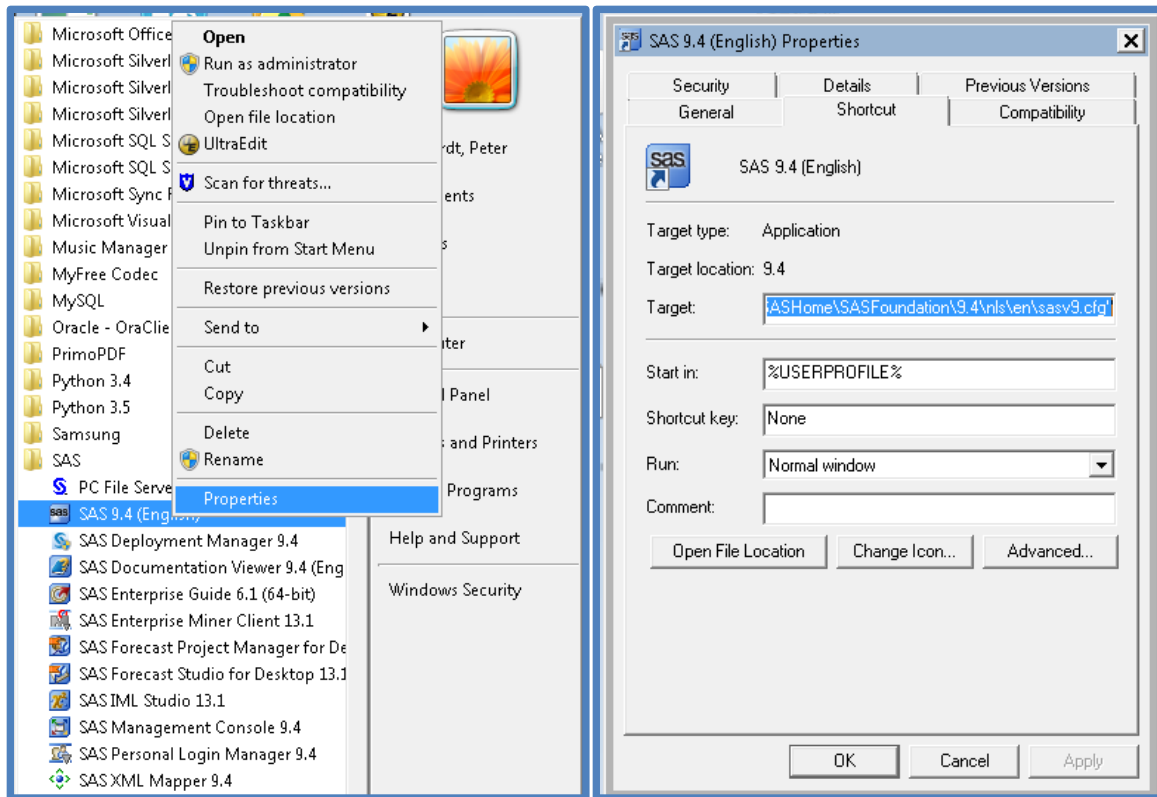 Microsoft Office
Microsoft Silverl
Microsoft Silverl
Microsoft Silverl
Microsoft SQL S
Microsoft SQL S
Microsoft Sync F
Microsoft Visual
Music Manager
MyFree Codec
MySQL
Oracle - OraClie
PrimoPDF
Python 3.4
Python 3.5
Samsung
SAS
PC File Serve
SAS 9.4 (English)
SAS Deployment Manager 9.4
SAS Documentation Viewer 9.4 (Eng
SAS Enterprise Guide 6.1 (64-bit)
SAS Enterprise Miner Client 13.1
SAS Forecast Project Manager for De
SAS Forecast Studio for Desktop 13.1
SAS IML Studio 13.1
SAS Management Console 9.4
SAS Personal Login Manager 9.4
SAS XML Mapper 9.4
Open
Run as administrator
Troubleshoot compatibility
Open file location
UltraEdit
Scan for threats...
Pin to Taskbar
Unpin from Start Menu
Restore previous versions
Send to
Cut
Copy
Delete
Rename
Properties
rdt, Peter
ents
s
uter
l Panel
s and Printers
Programs
Help and Support
Windows Security
SAS 9.4 (English) Properties
Security
Details
Previous Versions
General
Shortcut
Compatibility
sas
SAS 9.4 (English)
Target type: Application
Target location: 9.4
Target: ASHome\SASFoundation\9.4\nls\en\sasv9.cfg"
Start in: %USERPROFILE%
Shortcut key: None
Run: Normal window
Comment:
Open File Location
Change Icon...
Advanced...
OK
Cancel
Apply